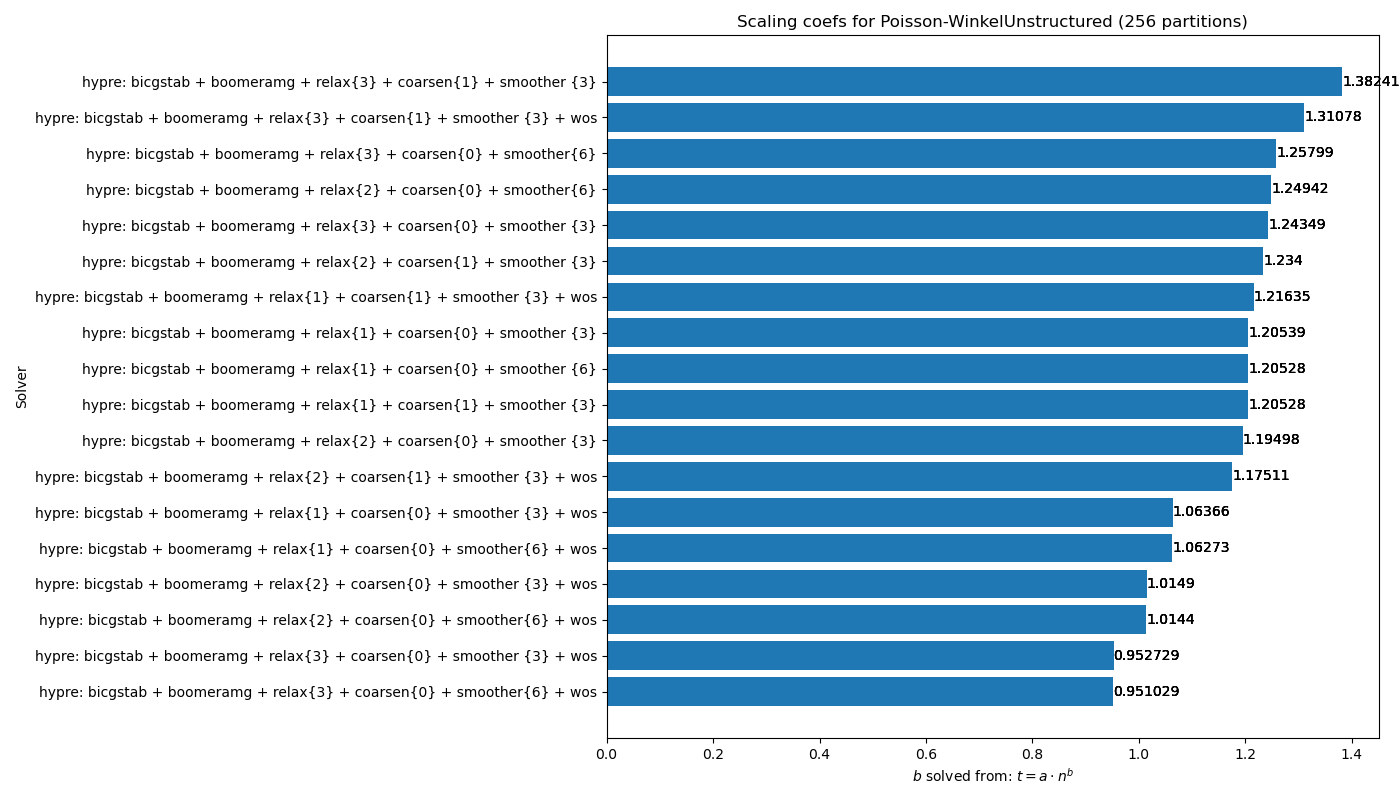 Scaling coefs for Poisson-WinkelUnstructured (256 partitions)
hypre: bicgstab + boomeramg + relax{3} + coarsen{1} + smoother {3} 1.38241
hypre: bicgstab + boomeramg + relax{3} + coarsen{1} + smoother {3} + wos 1.31078
hypre: bicgstab + boomeramg + relax{3} + coarsen{0} + smoother{6} 1.25799
hypre: bicgstab + boomeramg + relax{2} + coarsen{0} + smoother{6} 1.24942
hypre: bicgstab + boomeramg + relax{3} + coarsen{0} + smoother {3} 1.24349
hypre: bicgstab + boomeramg + relax{2} + coarsen{1} + smoother {3} 1.234
hypre: bicgstab + boomeramg + relax{1} + coarsen{1} + smoother {3} + wos 1.21635
hypre: bicgstab + boomeramg + relax{1} + coarsen{0} + smoother {3} 1.20539
hypre: bicgstab + boomeramg + relax{1} + coarsen{0} + smoother {6} 1.20528
hypre: bicgstab + boomeramg + relax{1} + coarsen{1} + smoother {3} 1.20528
hypre: bicgstab + boomeramg + relax{2} + coarsen{0} + smoother {3} 1.19498
hypre: bicgstab + boomeramg + relax{2} + coarsen{1} + smoother {3} + wos 1.17511
hypre: bicgstab + boomeramg + relax{1} + coarsen{0} + smoother {3} + wos 1.06366
hypre: bicgstab + boomeramg + relax{1} + coarsen{0} + smoother{6} + wos 1.06273
hypre: bicgstab + boomeramg + relax{2} + coarsen{0} + smoother {3} + wos 1.0149
hypre: bicgstab + boomeramg + relax{2} + coarsen{0} + smoother{6} + wos 1.0144
hypre: bicgstab + boomeramg + relax{3} + coarsen{0} + smoother {3} + wos 0.952729
hypre: bicgstab + boomeramg + relax{3} + coarsen{0} + smoother{6} + wos 0.951029
Solver
0.0 0.2 0.4 0.6 0.8 1.0 1.2 1.4
b solved from: t = a · n^b